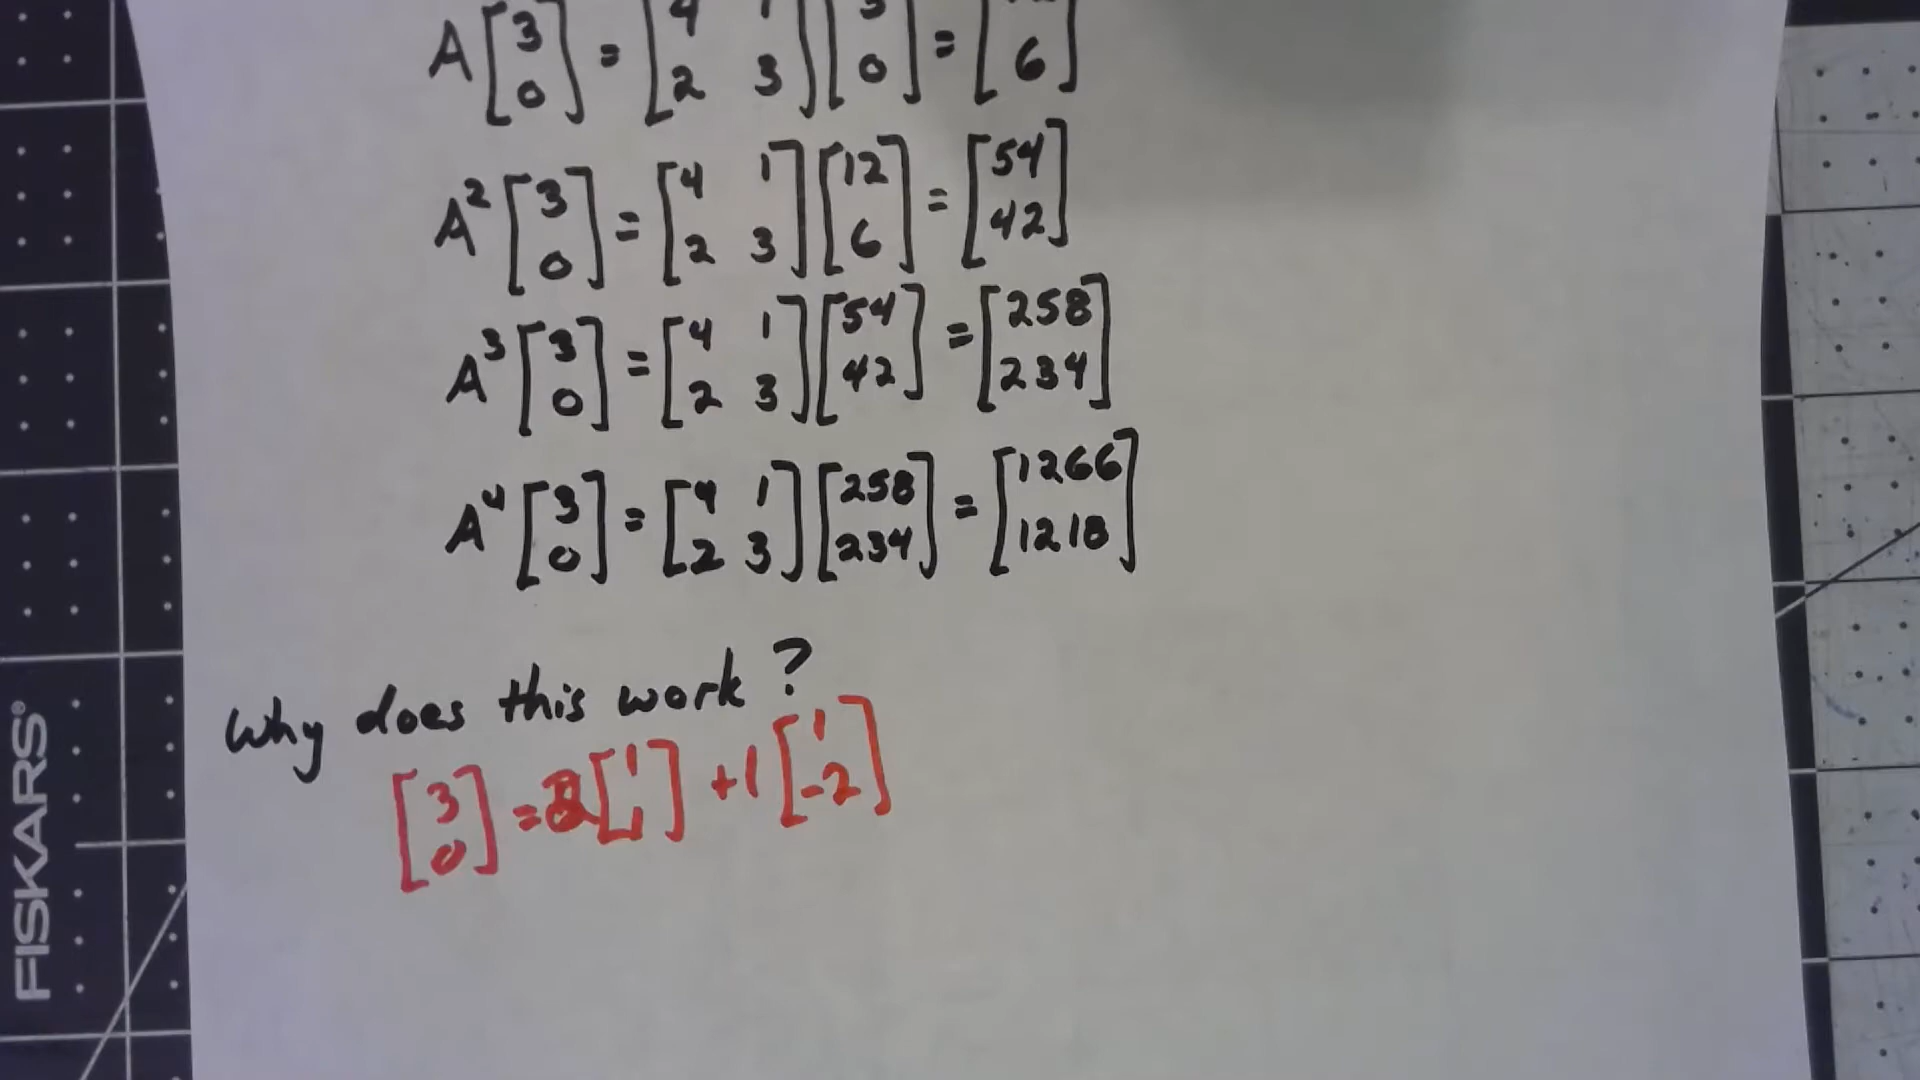 A [3 0] = [4 1 2 3] [3 0] = [12 6]
A² [3 0] = [4 1 2 3] [12 6] = [54 42]
A³ [3 0] = [4 1 2 3] [54 42] = [258 234]
A⁴ [3 0] = [4 1 2 3] [258 234] = [1266 1218]
Why does this work?
[3 0] = 2 [1 1] + 1 [1 -2]
FISKARS®